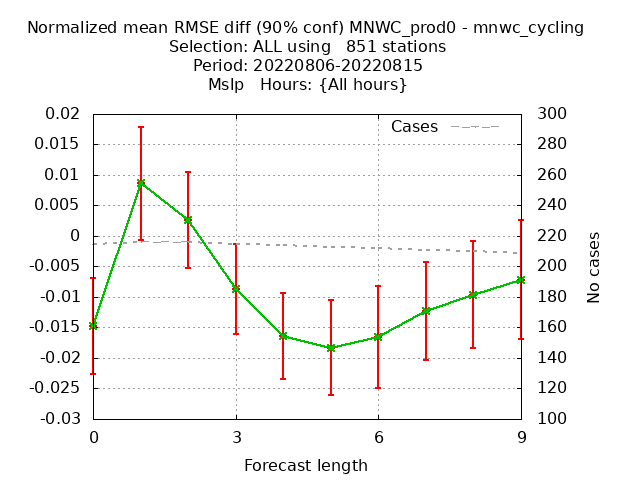 Normalized mean RMSE diff (90% conf) MNWC_prod0 - mnwc_cycling
Selection: ALL using   851 stations
Period: 20220806-20220815
Mslp   Hours: {All hours}
Cases
0.02
0.015
0.01
0.005
0
-0.005
-0.01
-0.015
-0.02
-0.025
-0.03
300
280
260
240
220
200
180
160
140
120
100
No cases
0 3 6 9
Forecast length